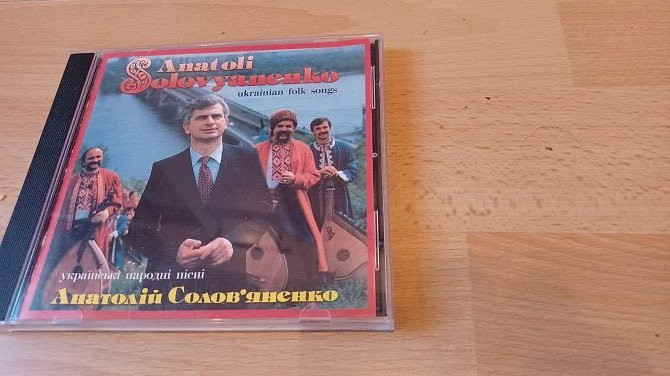 Anatoli
Solovyanenko
ukrainian folk songs
українські народні пісні
Анатолій Солов'яненко